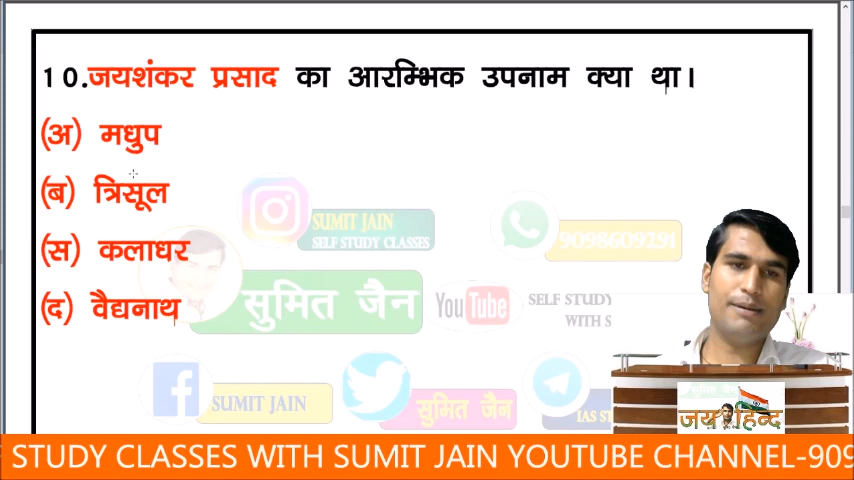 10.जयशंकर प्रसाद का आरम्भिक उपनाम क्या था।
(अ) मधुप
(ब) त्रिसूल
(स) कलाधर
(द) वैद्यनाथ
SUMIT JAIN
SELF STUDY CLASSES
9098609291
सुमित जैन
YouTube
SELF STUDY
WITH S
SUMIT JAIN
सुमित जैन
IAS ST
सुमित जैन
जय हिन्द
STUDY CLASSES WITH SUMIT JAIN YOUTUBE CHANNEL-909